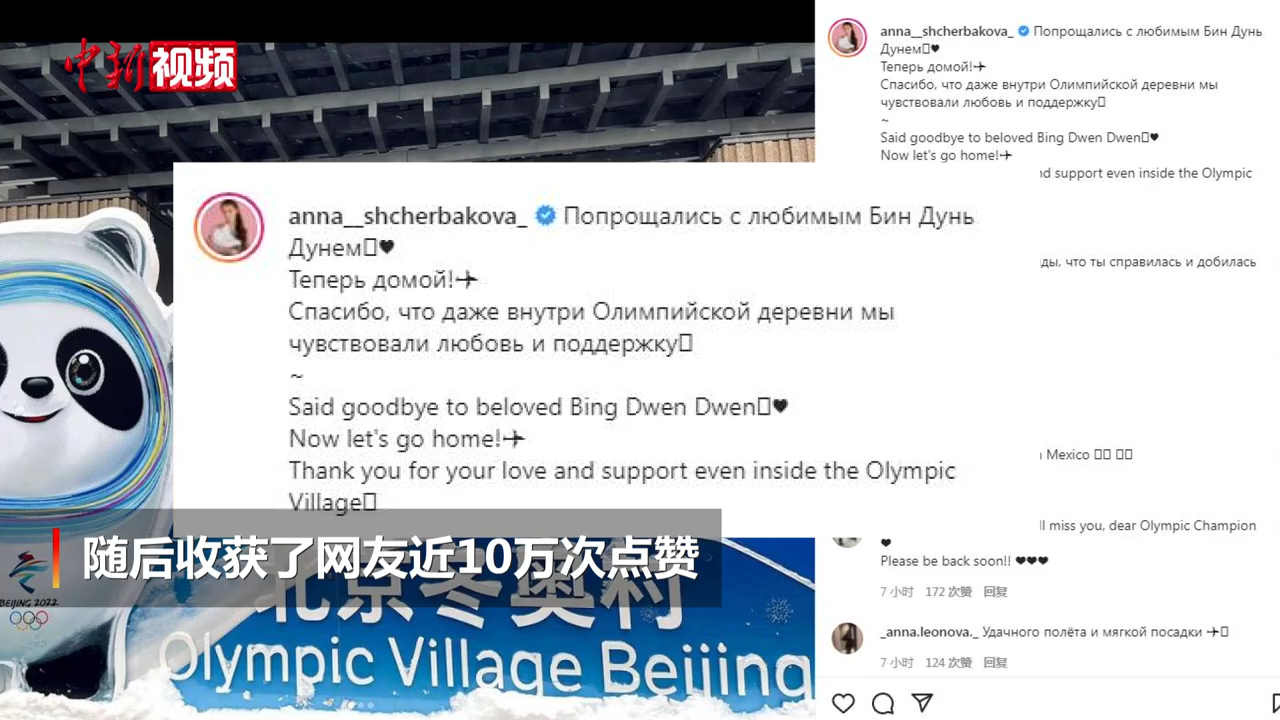 中新视频
anna__shcherbakova_ Попрощались с любимым Бин Дунь
Дунем♥
Теперь домой!✈
Спасибо, что даже внутри Олимпийской деревни мы
чувствовали любовь и поддержку
~
Said goodbye to beloved Bing Dwen Dwen♥
Now let's go home!✈
Thank you for your love and support even inside the Olympic
Village
随后收获了网友近10万次点赞
BEIJING 2022
北京冬奥村
Olympic Village Beijing
anna__shcherbakova_ Попрощались с любимым Бин Дунь
Дунем♥
Теперь домой!✈
Спасибо, что даже внутри Олимпийской деревни мы
чувствовали любовь и поддержку
~
Said goodbye to beloved Bing Dwen Dwen♥
Now let's go home!✈
support even inside the Olympic
что ты справилась и добилась
Mexico
miss you, dear Olympic Champion
♥
Please be back soon!! ♥♥♥
7 小时 172 次赞 回复
_anna.leonova._ Удачного полёта и мягкой посадки ✈
7 小时 124 次赞 回复